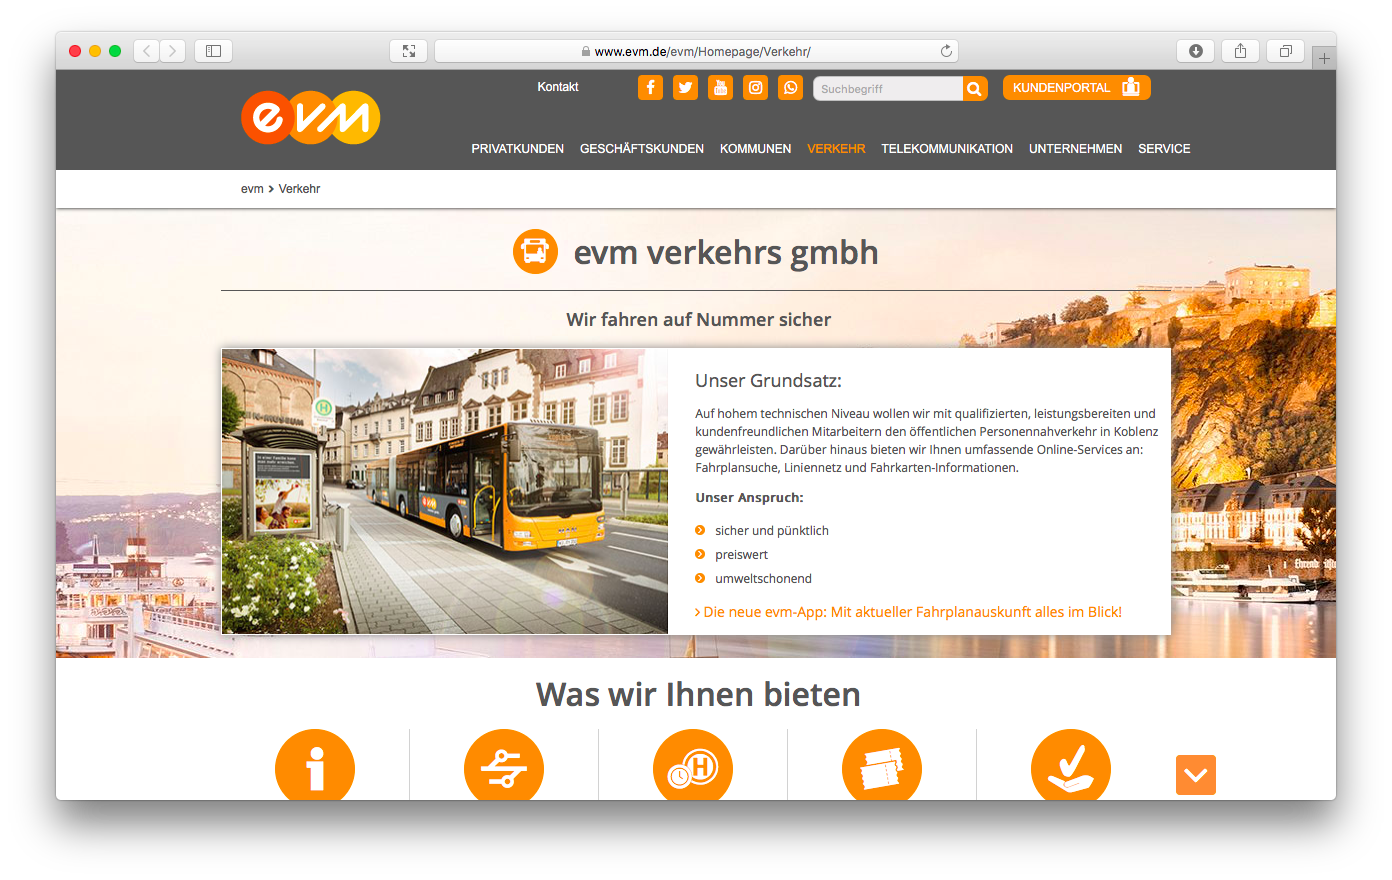 www.evm.de/evm/Homepage/Verkehr/
Kontakt
Suchbegriff
KUNDENPORTAL
evm
PRIVATKUNDEN GESCHÄFTSKUNDEN KOMMUNEN VERKEHR TELEKOMMUNIKATION UNTERNEHMEN SERVICE
evm > Verkehr
evm verkehrs gmbh
Wir fahren auf Nummer sicher
H
evm
Unser Grundsatz:
Auf hohem technischen Niveau wollen wir mit qualifizierten, leistungsbereiten und
kundenfreundlichen Mitarbeitern den öffentlichen Personennahverkehr in Koblenz
gewährleisten. Darüber hinaus bieten wir Ihnen umfassende Online-Services an:
Fahrplansuche, Liniennetz und Fahrkarten-Informationen.
Unser Anspruch:
sicher und pünktlich
preiswert
umweltschonend
> Die neue evm-App: Mit aktueller Fahrplanauskunft alles im Blick!
Was wir Ihnen bieten
i
H